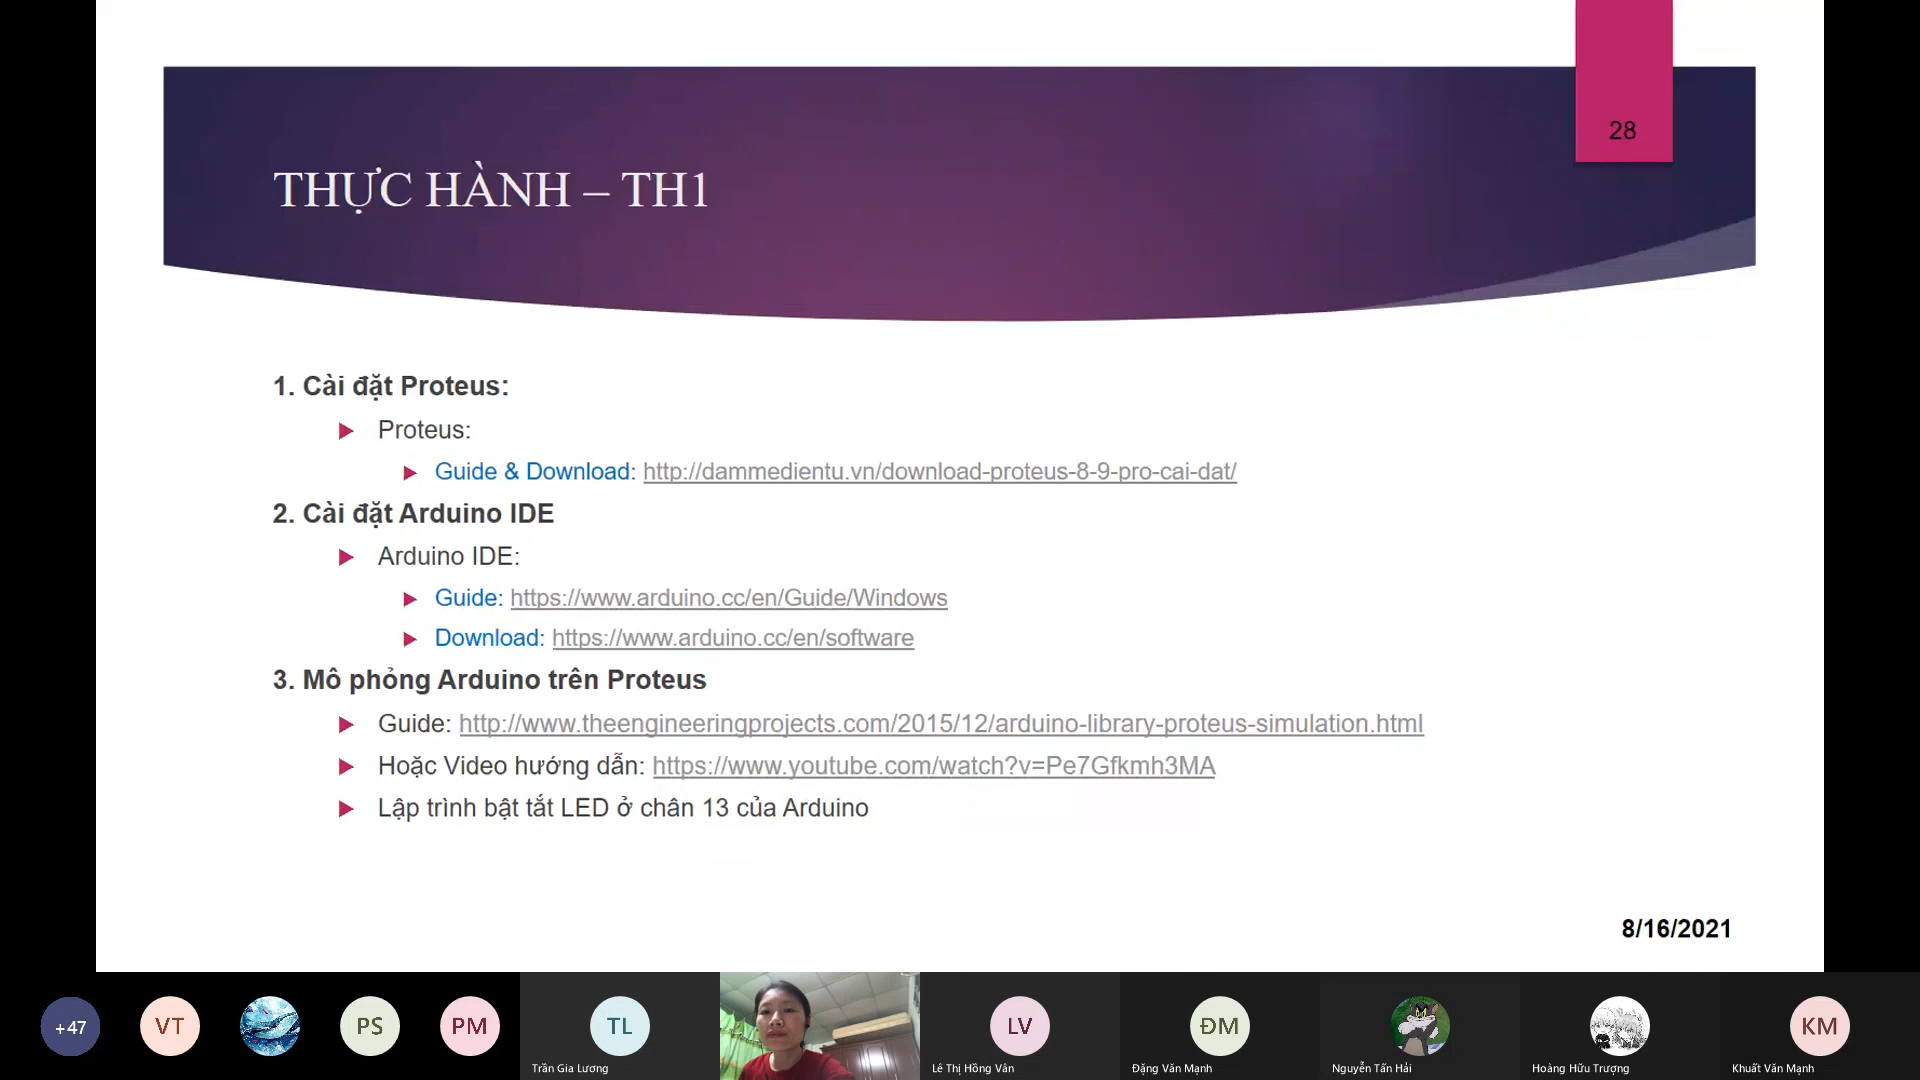 28
THỰC HÀNH – TH1
1. Cài đặt Proteus:
Proteus:
Guide & Download: http://dammedientu.vn/download-proteus-8-9-pro-cai-dat/
2. Cài đặt Arduino IDE
Arduino IDE:
Guide: https://www.arduino.cc/en/Guide/Windows
Download: https://www.arduino.cc/en/software
3. Mô phỏng Arduino trên Proteus
Guide: http://www.theengineeringprojects.com/2015/12/arduino-library-proteus-simulation.html
Hoặc Video hướng dẫn: https://www.youtube.com/watch?v=Pe7Gfkmh3MA
Lập trình bật tắt LED ở chân 13 của Arduino
8/16/2021
+47
VT
PS
PM
TL
LV
ĐM
KM
Trần Gia Lương
Lê Thị Hồng Vân
Đặng Văn Mạnh
Nguyễn Tấn Hải
Hoàng Hữu Trượng
Khuất Văn Mạnh